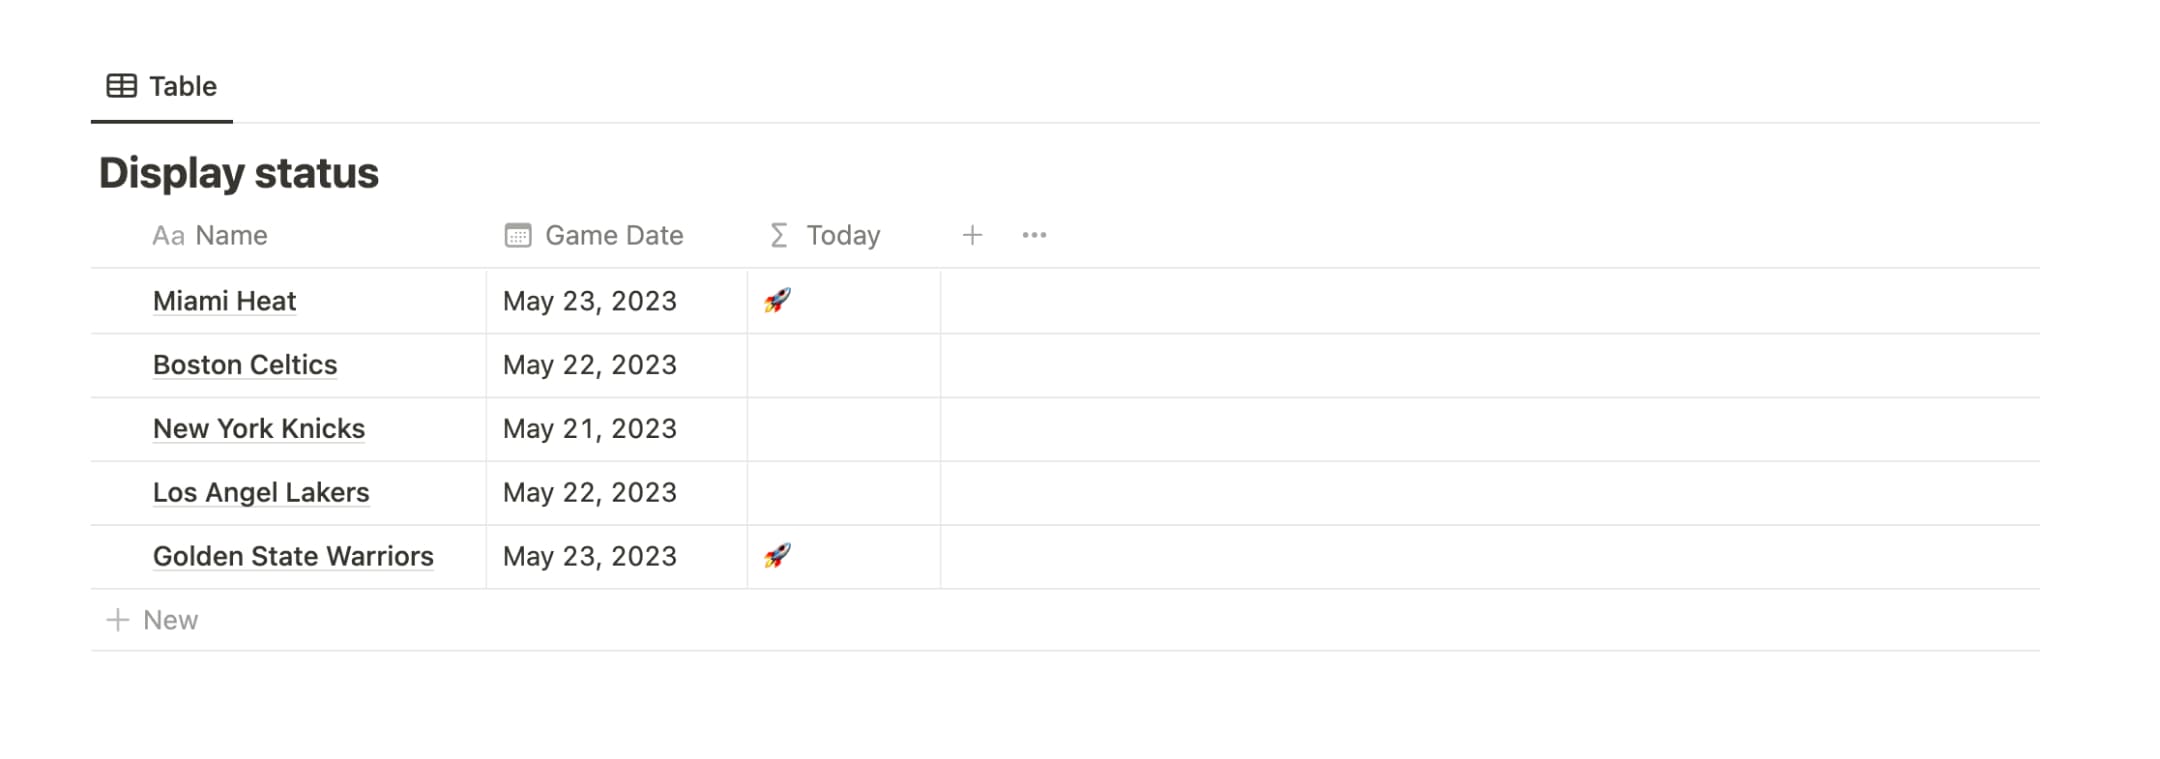 Table
Display status
Aa Name Game Date Σ Today + •••
Miami Heat May 23, 2023 🚀
Boston Celtics May 22, 2023
New York Knicks May 21, 2023
Los Angel Lakers May 22, 2023
Golden State Warriors May 23, 2023 🚀
+ New